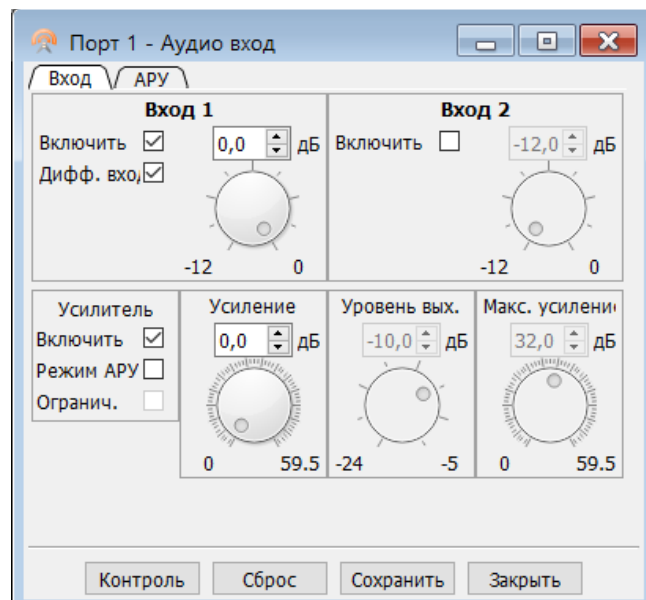 Порт 1 - Аудио вход
Вход АРУ
Вход 1 Вход 2
Включить 0,0 дБ Включить -12,0 дБ
Дифф. вхо
-12 0 -12 0
Усилитель Усиление Уровень вых. Макс. усилени
Включить 0,0 дБ -10,0 дБ 32,0 дБ
Режим АРУ
Огранич.
0 59.5 -24 -5 0 59.5
Контроль Сброс Сохранить Закрыть